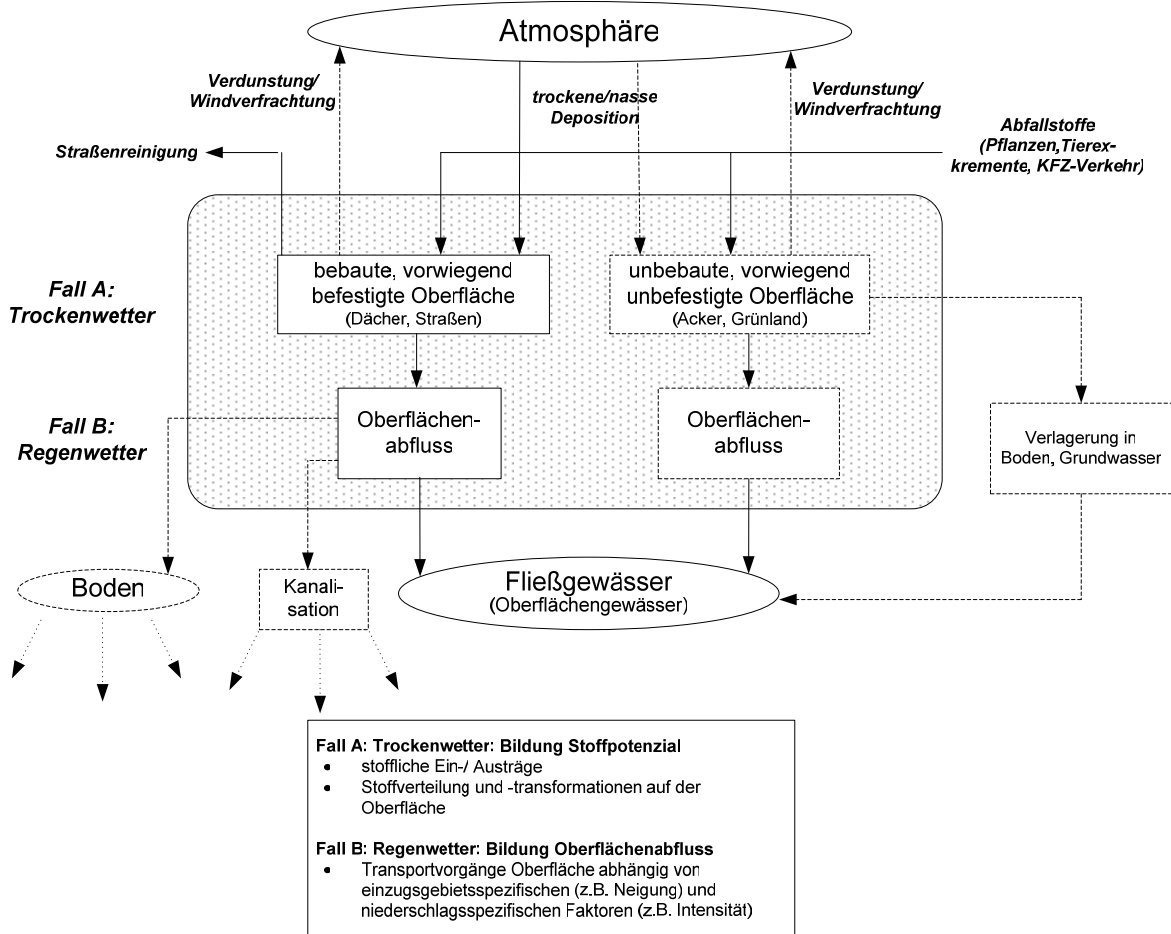 Atmosphäre
Verdunstung/
Windverfrachtung
trockene/nasse
Deposition
Verdunstung/
Windverfrachtung
Abfallstoffe
(Pflanzen,Tierex-
kremente, KFZ-Verkehr)
Straßenreinigung
Fall A:
Trockenwetter
bebaute, vorwiegend
befestigte Oberfläche
(Dächer, Straßen)
unbebaute, vorwiegend
unbefestigte Oberfläche
(Acker, Grünland)
Fall B:
Regenwetter
Oberflächen-
abfluss
Oberflächen-
abfluss
Verlagerung in
Boden, Grundwasser
Boden
Kanali-
sation
Fließgewässer
(Oberflächengewässer)
Fall A: Trockenwetter: Bildung Stoffpotenzial
• stoffliche Ein-/ Austräge
• Stoffverteilung und -transformationen auf der
Oberfläche
Fall B: Regenwetter: Bildung Oberflächenabfluss
• Transportvorgänge Oberfläche abhängig von
einzugsgebietsspezifischen (z.B. Neigung) und
niederschlagsspezifischen Faktoren (z.B. Intensität)